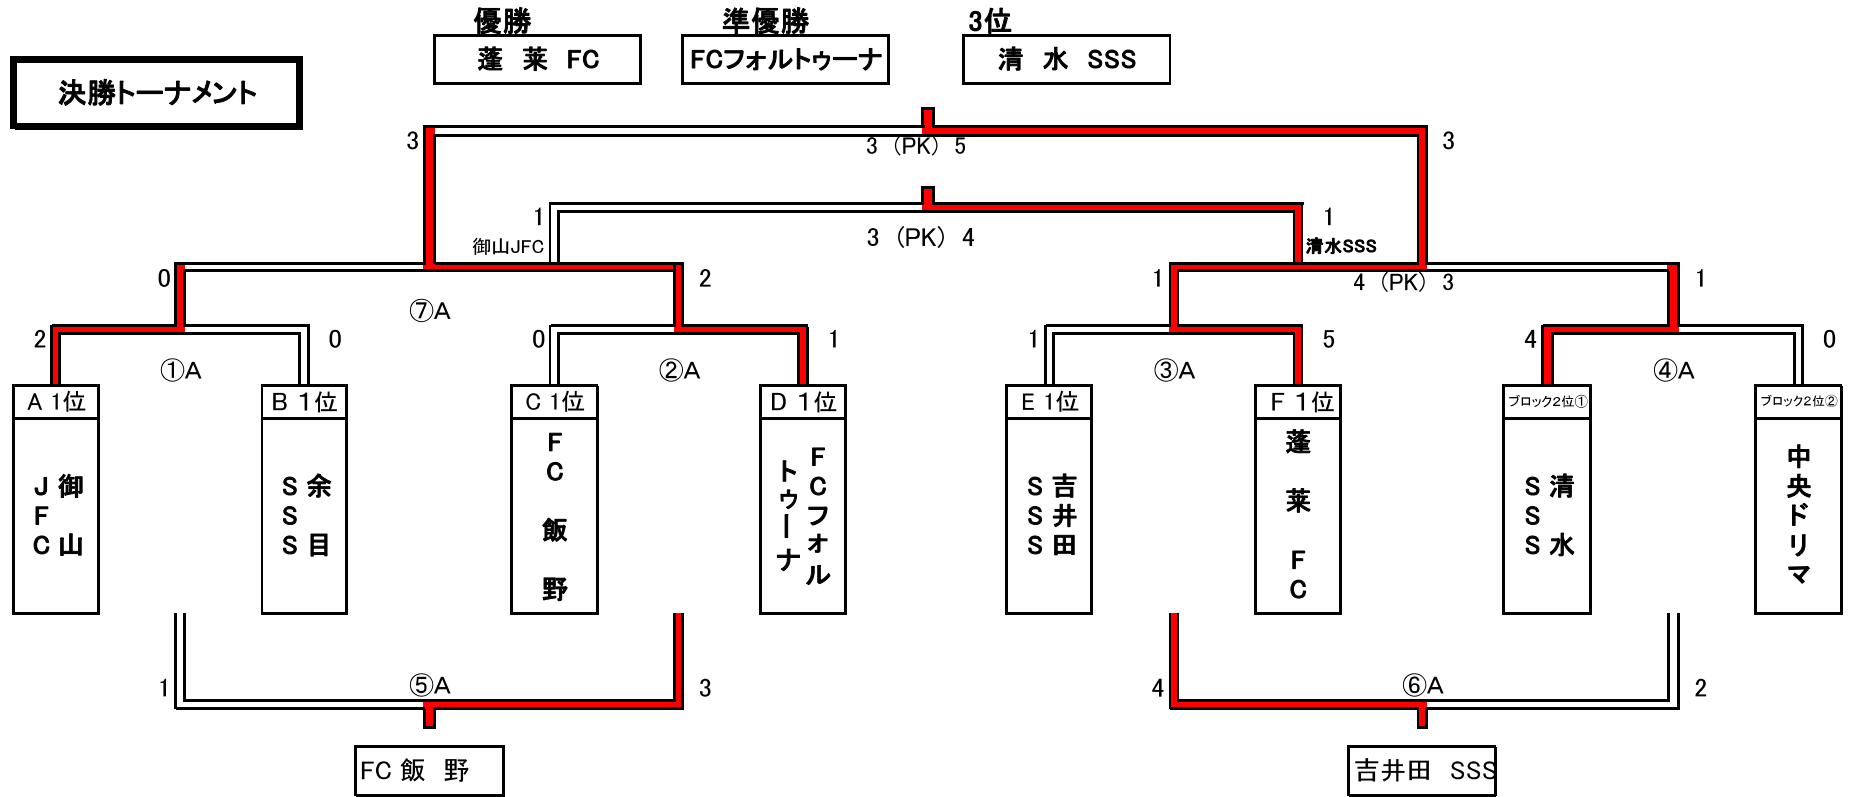 優勝 準優勝 3位
蓬 莱 FC FCフォルトゥーナ 清 水 SSS
決勝トーナメント
3 3（PK）5 3
1 3（PK）4 1
御山JFC 清水SSS
0 2 1 4（PK）3 1
⑦A
2 0 0 1 1 5 4 0
①A ②A ③A ④A
A 1位 B 1位 C 1位 D 1位 E 1位 F 1位 ブロック2位① ブロック2位②
御山
JFC
余目
SSS
FC 飯 野
FCフォル
トゥーナ
吉井田
SSS
蓬 莱 FC
清水
SSS
中央ドリマ
1 ⑤A 3 4 ⑥A 2
FC 飯 野 吉井田 SSS